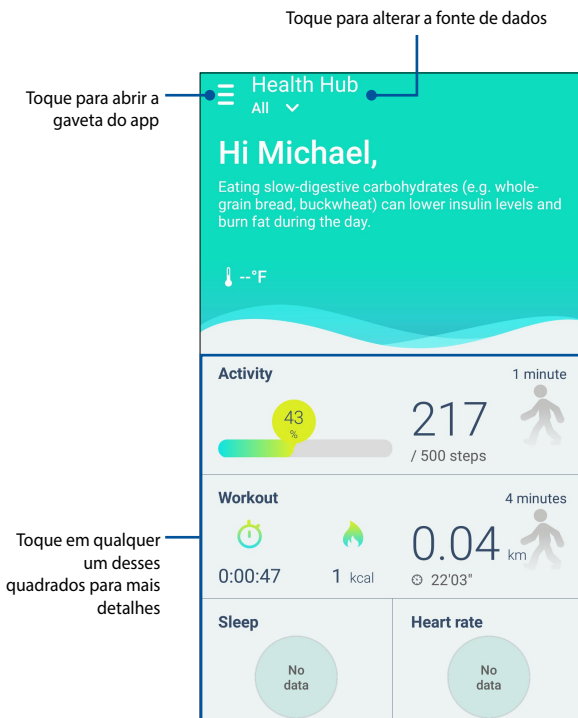 Toque para alterar a fonte de dados
Toque para abrir a
gaveta do app
Health Hub
All
Hi Michael,
Eating slow-digestive carbohydrates (e.g. whole-
grain bread, buckwheat) can lower insulin levels and
burn fat during the day.
--°F
Activity
1 minute
43
%
217
/ 500 steps
Workout
4 minutes
0:00:47
1 kcal
0.04 km
22'03"
Toque em qualquer
um desses
quadrados para mais
detalhes
Sleep
Heart rate
No
data
No
data